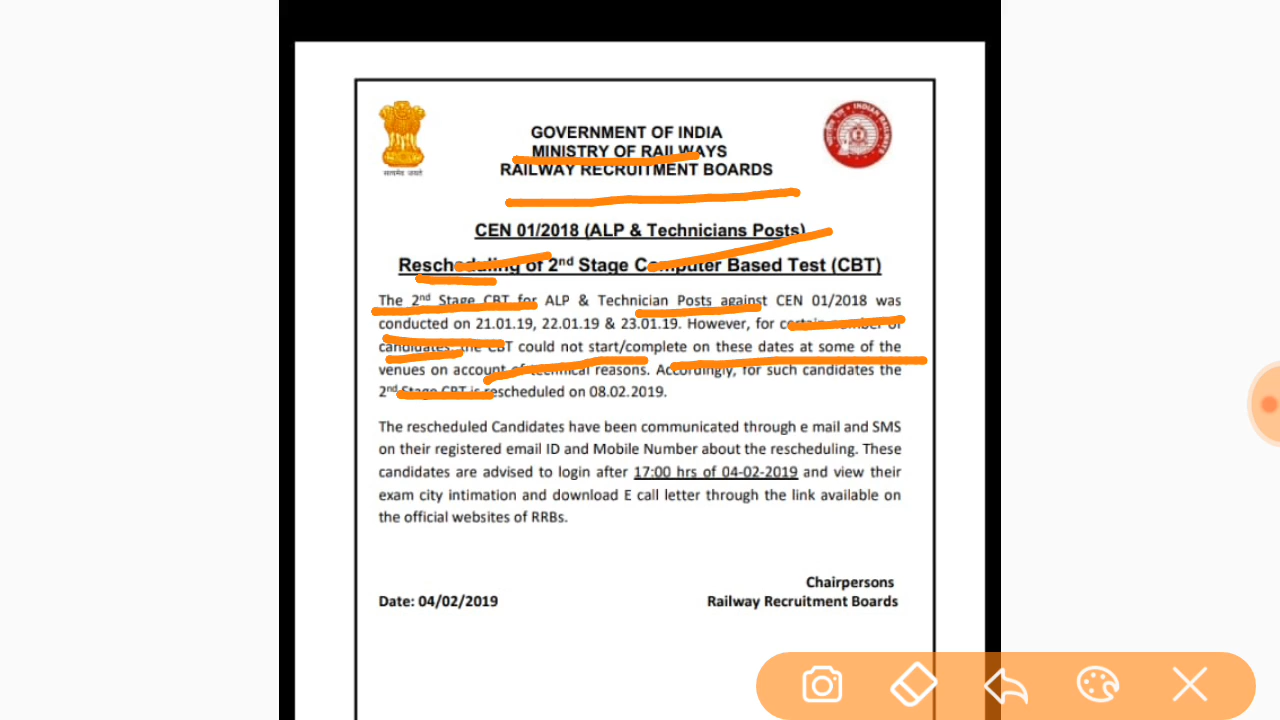 GOVERNMENT OF INDIA
MINISTRY OF RAILWAYS
RAILWAY RECRUITMENT BOARDS
सत्यमेव जयते
CEN 01/2018 (ALP & Technicians Posts)
Rescheduling of 2nd Stage Computer Based Test (CBT)
The 2nd Stage CBT for ALP & Technician Posts against CEN 01/2018 was
conducted on 21.01.19, 22.01.19 & 23.01.19. However, for certain number of
candidates, the CBT could not start/complete on these dates at some of the
venues on account of technical reasons. Accordingly, for such candidates the
2nd Stage CBT is rescheduled on 08.02.2019.
The rescheduled Candidates have been communicated through e mail and SMS
on their registered email ID and Mobile Number about the rescheduling. These
candidates are advised to login after 17:00 hrs of 04-02-2019 and view their
exam city intimation and download E call letter through the link available on
the official websites of RRBs.
Chairpersons
Date: 04/02/2019 Railway Recruitment Boards